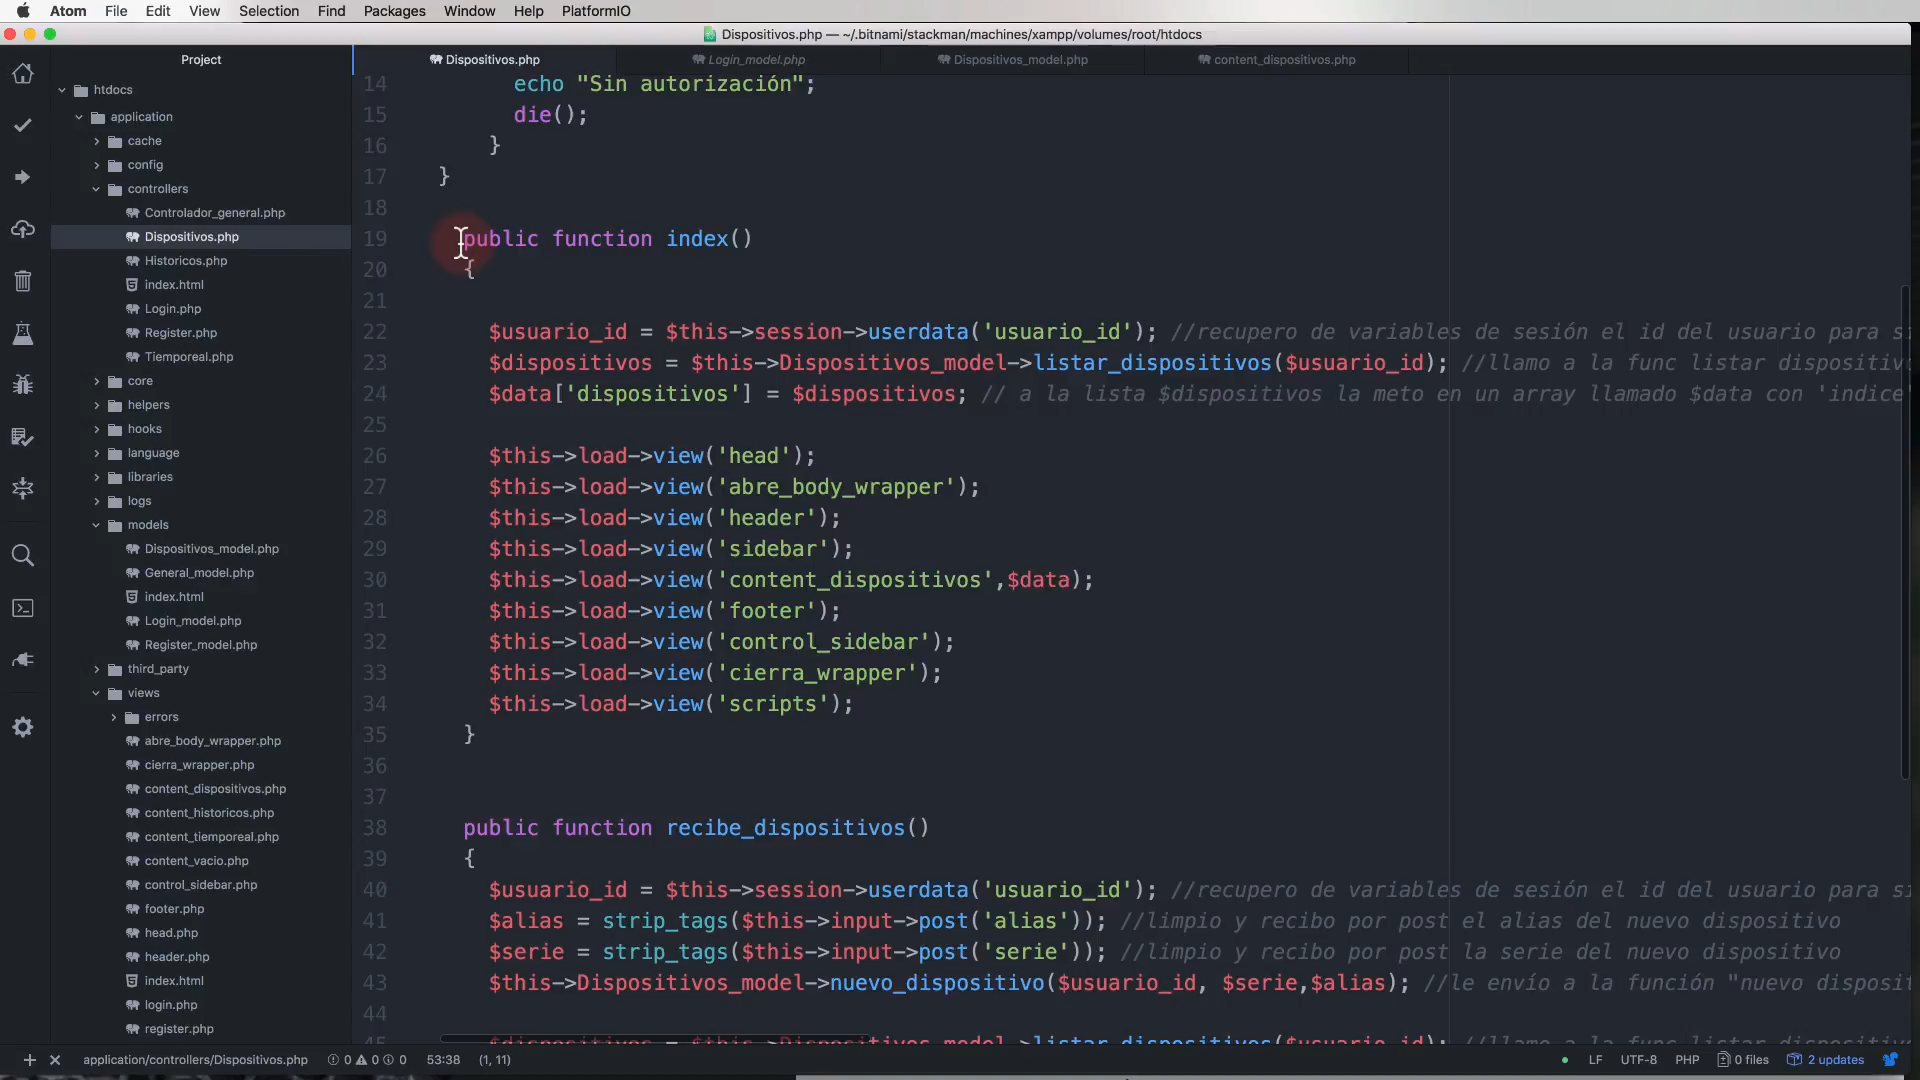 Atom File Edit View Selection Find Packages Window Help PlatformIO
Dispositivos.php — ~/.bitnami/stackman/machines/xampp/volumes/root/htdocs
Project
Dispositivos.php
Login_model.php
Dispositivos_model.php
content_dispositivos.php
htdocs
application
cache
config
controllers
Controlador_general.php
Dispositivos.php
Historicos.php
index.html
Login.php
Register.php
Tiemporeal.php
core
helpers
hooks
language
libraries
logs
models
Dispositivos_model.php
General_model.php
index.html
Login_model.php
Register_model.php
third_party
views
errors
abre_body_wrapper.php
cierra_wrapper.php
content_dispositivos.php
content_historicos.php
content_tiemporeal.php
content_vacio.php
control_sidebar.php
footer.php
head.php
header.php
index.html
login.php
register.php
14 echo "Sin autorización";
15 die();
16 }
17 }
18
19 public function index()
20 {
21
22 $usuario_id = $this->session->userdata('usuario_id'); //recupero de variables de sesión el id del usuario para si
23 $dispositivos = $this->Dispositivos_model->listar_dispositivos($usuario_id); //llamo a la func listar dispositivo
24 $data['dispositivos'] = $dispositivos; // a la lista $dispositivos la meto en un array llamado $data con 'indice'
25
26 $this->load->view('head');
27 $this->load->view('abre_body_wrapper');
28 $this->load->view('header');
29 $this->load->view('sidebar');
30 $this->load->view('content_dispositivos',$data);
31 $this->load->view('footer');
32 $this->load->view('control_sidebar');
33 $this->load->view('cierra_wrapper');
34 $this->load->view('scripts');
35 }
36
37
38 public function recibe_dispositivos()
39 {
40 $usuario_id = $this->session->userdata('usuario_id'); //recupero de variables de sesión el id del usuario para si
41 $alias = strip_tags($this->input->post('alias')); //limpio y recibo por post el alias del nuevo dispositivo
42 $serie = strip_tags($this->input->post('serie')); //limpio y recibo por post la serie del nuevo dispositivo
43 $this->Dispositivos_model->nuevo_dispositivo($usuario_id, $serie,$alias); //le envío a la función "nuevo disposit
44
45 $dispositivos = $this->Dispositivos_model->listar_dispositivos($usuario_id); //llamo a la func listar dispositivo
application/controllers/Dispositivos.php 0 0 0 53:38 (1, 11) LF UTF-8 PHP 0 files 2 updates